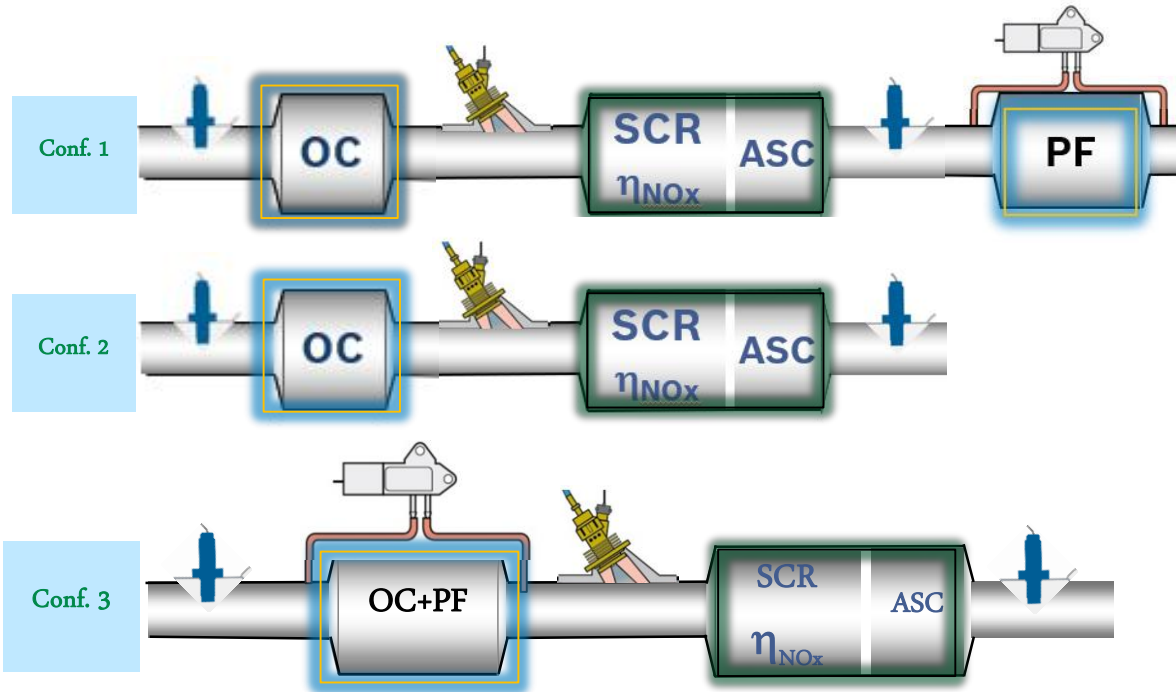 Conf. 1
OC
SCR
ηNOx
ASC
PF
Conf. 2
OC
SCR
ηNOx
ASC
Conf. 3
OC+PF
SCR
ηNOx
ASC